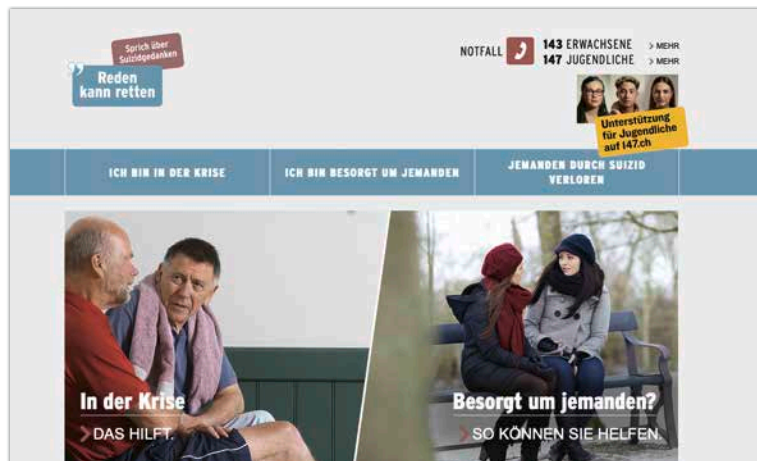 Sprich über
Suizidgedanken
Reden
kann retten
NOTFALL
143 ERWACHSENE > MEHR
147 JUGENDLICHE > MEHR
Unterstützung
für Jugendliche
auf 147.ch
ICH BIN IN DER KRISE
ICH BIN BESORGT UM JEMANDEN
JEMANDEN DURCH SUIZID
VERLOREN
In der Krise
> DAS HILFT.
Besorgt um jemanden?
> SO KÖNNEN SIE HELFEN.